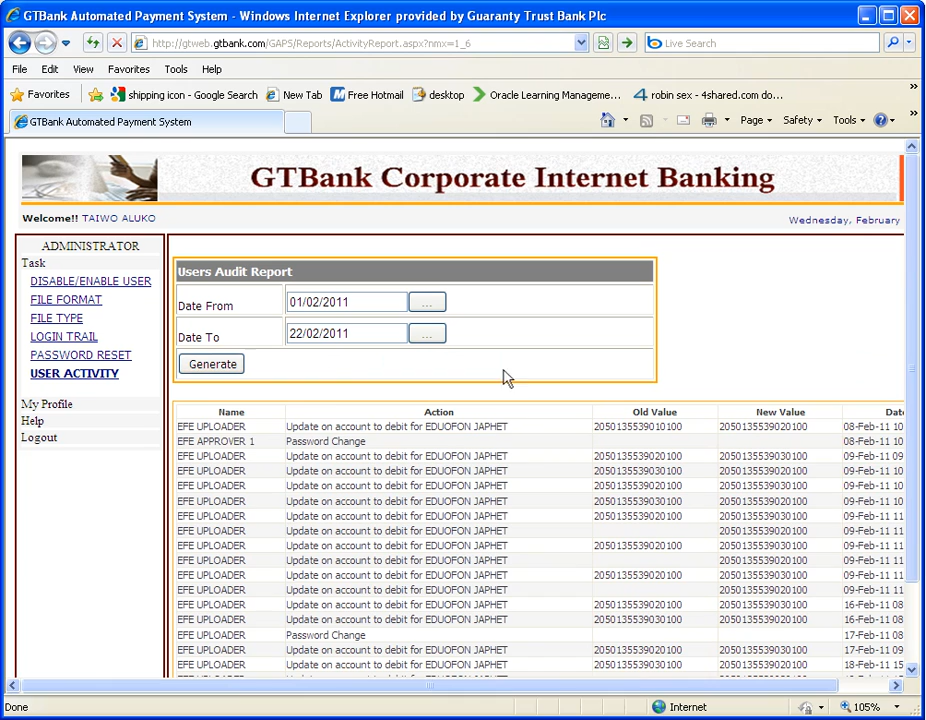 GTBank Automated Payment System - Windows Internet Explorer provided by Guaranty Trust Bank Plc
http://gtweb.gtbank.com/GAPS/Reports/ActivityReport.aspx?nmx=1_6 Live Search
File Edit View Favorites Tools Help
Favorites shipping icon - Google Search New Tab Free Hotmail desktop Oracle Learning Manageme... robin sex - 4shared.com do...
GTBank Automated Payment System Page Safety Tools
GTBank Corporate Internet Banking
Welcome!! TAIWO ALUKO Wednesday, February
ADMINISTRATOR
Task
DISABLE/ENABLE USER
FILE FORMAT
FILE TYPE
LOGIN TRAIL
PASSWORD RESET
USER ACTIVITY
My Profile
Help
Logout
Users Audit Report
Date From 01/02/2011 ...
Date To 22/02/2011 ...
Generate
Name Action Old Value New Value Date
EFE UPLOADER Update on account to debit for EDUOFON JAPHET 2050135539010100 2050135539020100 08-Feb-11 10
EFE APPROVER 1 Password Change 08-Feb-11 10
EFE UPLOADER Update on account to debit for EDUOFON JAPHET 2050135539020100 2050135539030100 09-Feb-11 09
EFE UPLOADER Update on account to debit for EDUOFON JAPHET 2050135539030100 2050135539020100 09-Feb-11 10
EFE UPLOADER Update on account to debit for EDUOFON JAPHET 2050135539020100 2050135539030100 09-Feb-11 10
EFE UPLOADER Update on account to debit for EDUOFON JAPHET 2050135539030100 2050135539020100 09-Feb-11 10
EFE UPLOADER Update on account to debit for EDUOFON JAPHET 2050135539020100 2050135539030100 09-Feb-11 11
EFE UPLOADER Update on account to debit for EDUOFON JAPHET 2050135539020100 09-Feb-11 11
EFE UPLOADER Update on account to debit for EDUOFON JAPHET 2050135539020100 2050135539030100 09-Feb-11 11
EFE UPLOADER Update on account to debit for EDUOFON JAPHET 2050135539020100 09-Feb-11 11
EFE UPLOADER Update on account to debit for EDUOFON JAPHET 2050135539020100 2050135539030100 09-Feb-11 11
EFE UPLOADER Update on account to debit for EDUOFON JAPHET 2050135539020100 09-Feb-11 11
EFE UPLOADER Update on account to debit for EDUOFON JAPHET 2050135539020100 2050135539030100 16-Feb-11 08
EFE UPLOADER Update on account to debit for EDUOFON JAPHET 2050135539030100 2050135539020100 16-Feb-11 08
EFE UPLOADER Password Change 17-Feb-11 08
EFE UPLOADER Update on account to debit for EDUOFON JAPHET 2050135539020100 2050135539030100 17-Feb-11 09
EFE UPLOADER Update on account to debit for EDUOFON JAPHET 2050135539030100 2050135539020100 18-Feb-11 15
Done Internet 105%